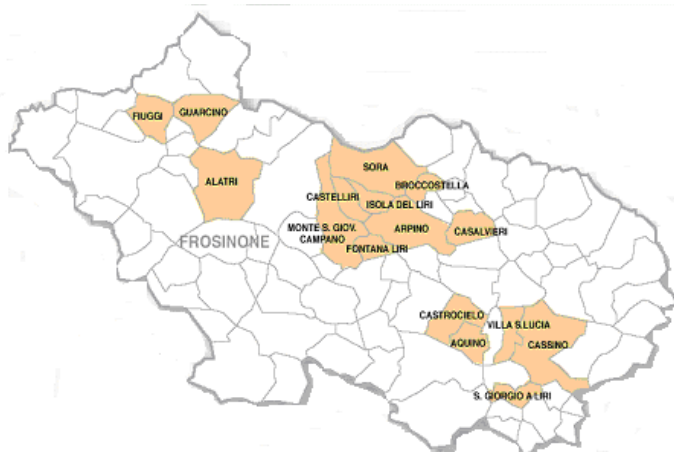 FIUGGI
GUARCINO
ALATRI
SORA
BROCCOSTELLA
CASTELLIRI
ISOLA DEL LIRI
MONTE S. GIOV.
CAMPANO
ARPINO
CASALVIERI
FROSINONE
FONTANA LIRI
CASTROCIELO
VILLA S.LUCIA
AQUINO
CASSINO
S. GIORGIO A LIRI